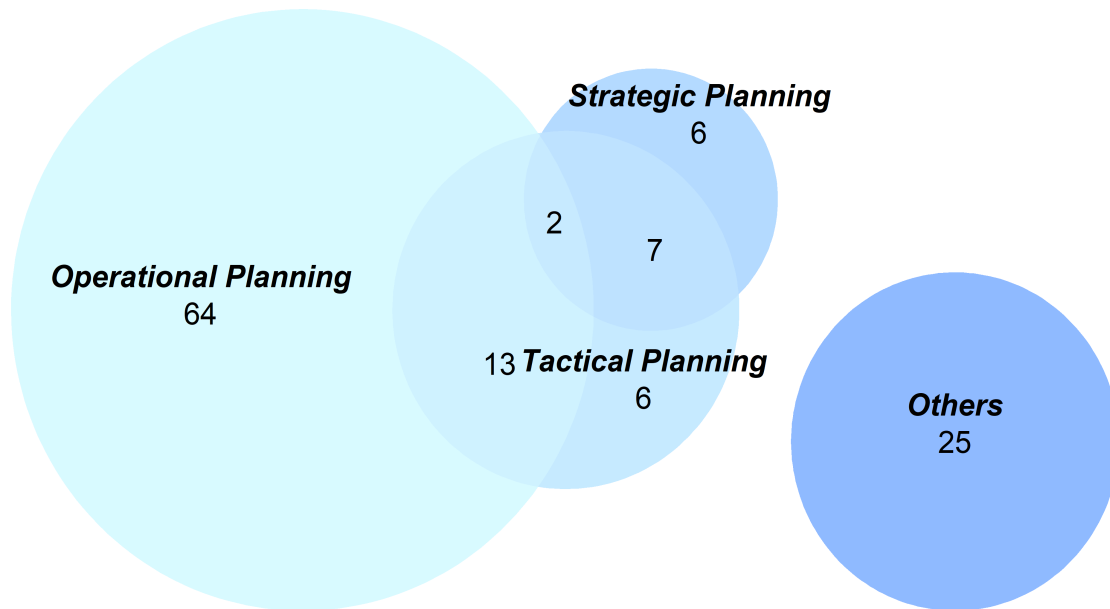 Strategic Planning
6
2
7
Operational Planning
64
13
Tactical Planning
6
Others
25